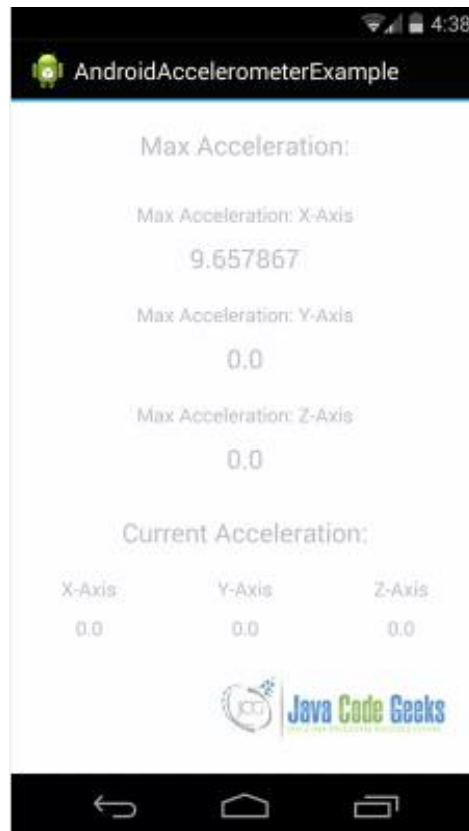 4:38
AndroidAccelerometerExample
Max Acceleration:
Max Acceleration: X-Axis
9.657867
Max Acceleration: Y-Axis
0.0
Max Acceleration: Z-Axis
0.0
Current Acceleration:
X-Axis Y-Axis Z-Axis
0.0 0.0 0.0
Java Code Geeks